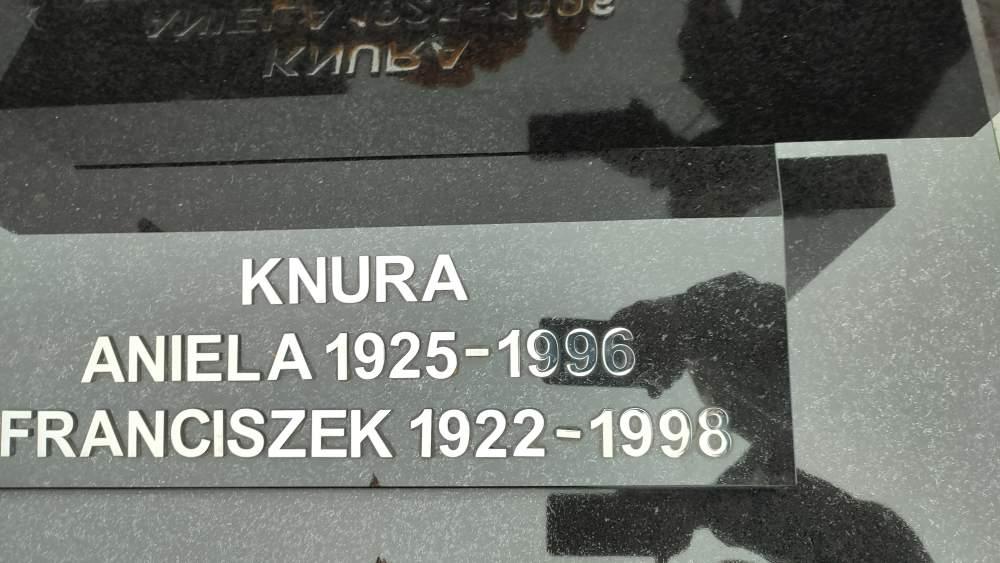 KNURA
ANIELA 1925-1996
FRANCISZEK 1922-1998